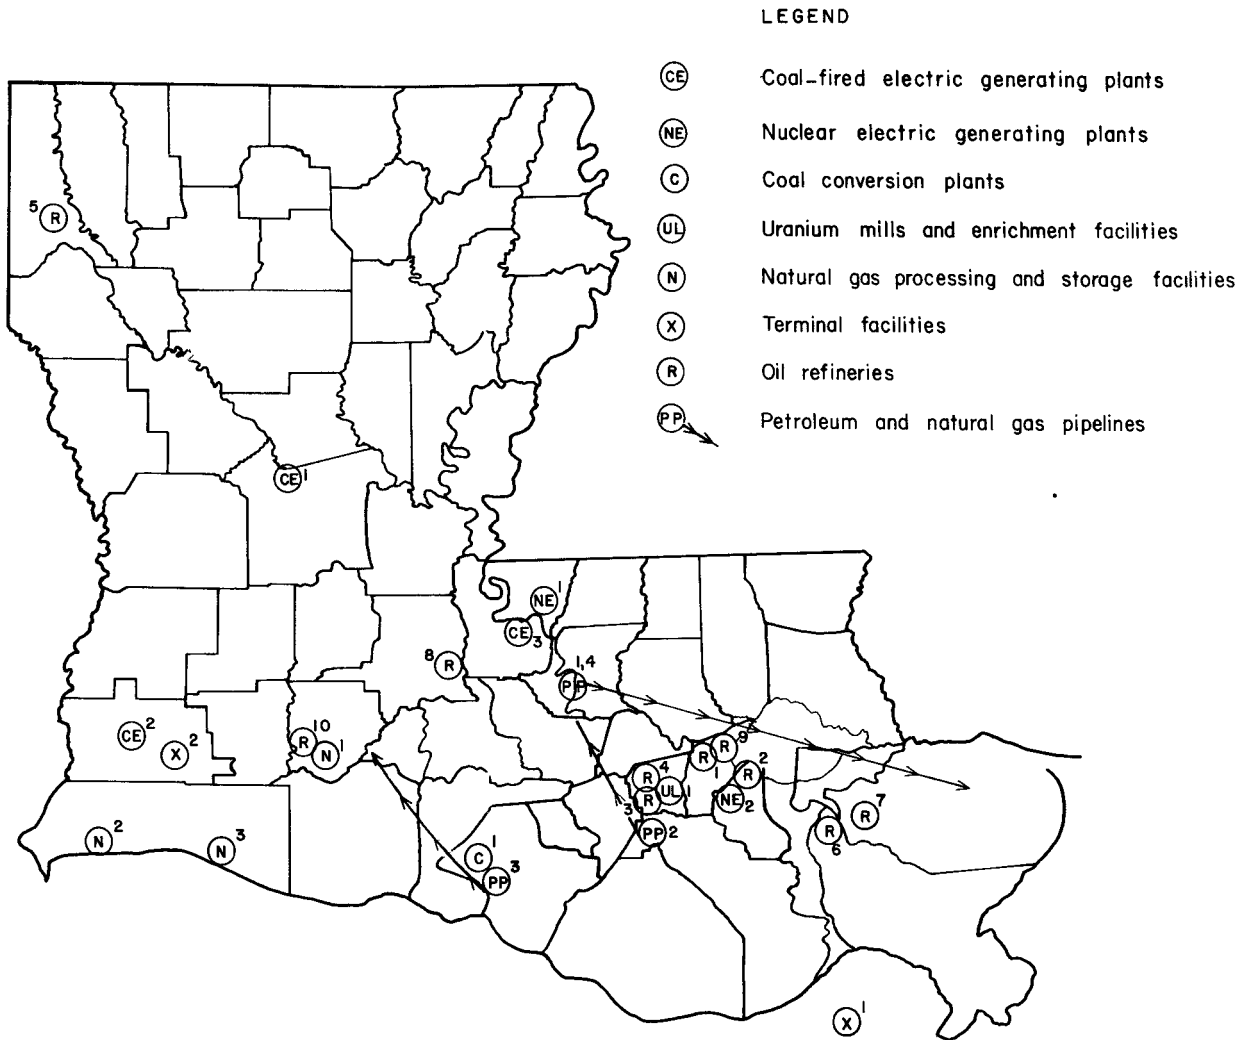 LEGEND
CE Coal-fired electric generating plants
NE Nuclear electric generating plants
C Coal conversion plants
UL Uranium mills and enrichment facilities
N Natural gas processing and storage facilities
X Terminal facilities
R Oil refineries
PP Petroleum and natural gas pipelines
5 R
CE 1
NE 1
CE 3
8 R
1,4
PP
CE 2
X 2
R 10
N 1
R 9
R 1
R 4
R 2
UL 1
3 R
NE 2
R 7
R 6
PP 2
N 2
N 3
C 1
PP 3
X 1